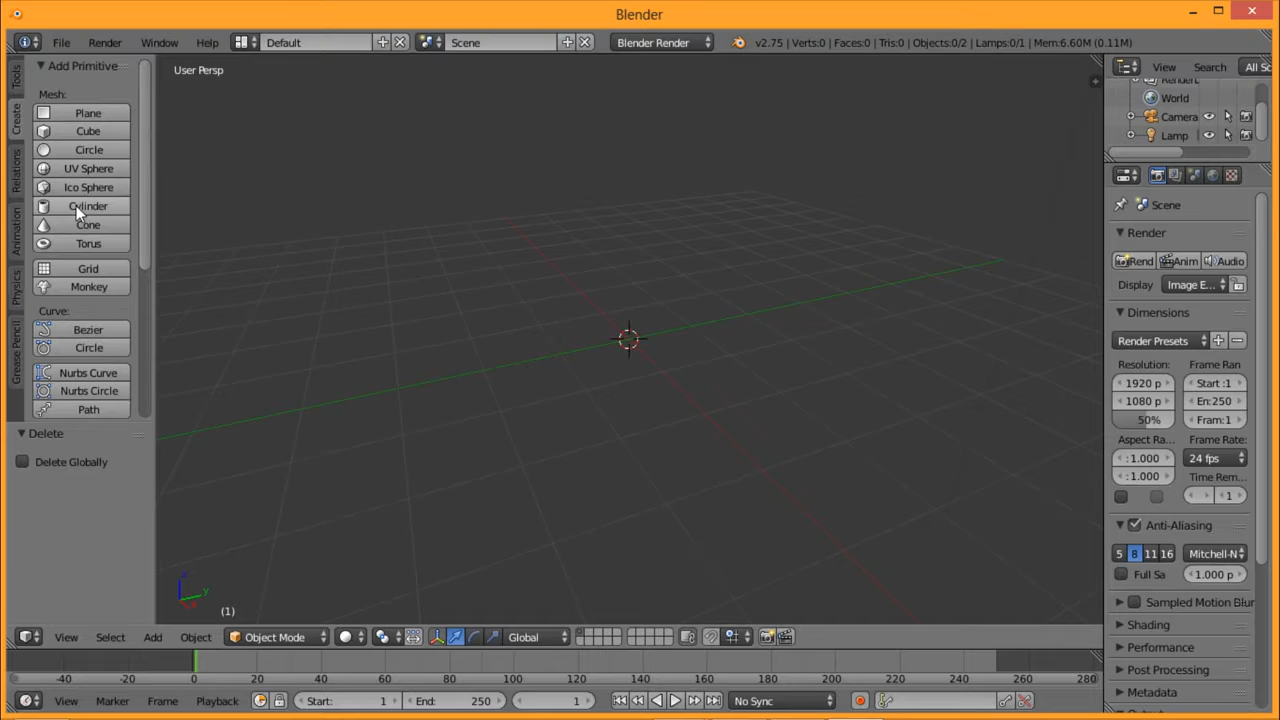 Blender
File Render Window Help Default Scene Blender Render v2.75 | Verts:0 | Faces:0 | Tris:0 | Objects:0/2 | Lamps:0/1 | Mem:6.60M (0.11M)
Tools
Create
Relations
Animation
Physics
Grease Pencil
Add Primitive
Mesh:
Plane
Cube
Circle
UV Sphere
Ico Sphere
Cylinder
Cone
Torus
Grid
Monkey
Curve:
Bezier
Circle
Nurbs Curve
Nurbs Circle
Path
Delete
Delete Globally
User Persp
z
y
x
(1)
View Select Add Object Object Mode Global
-40 -20 0 20 40 60 80 100 120 140 160 180 200 220 240 260 280
View Marker Frame Playback Start: 1 End: 250 1 No Sync
View Search All Sc
World
Camera
Lamp
Scene
Render
Rend Anim Audio
Display Image E...
Dimensions
Render Presets
Resolution: Frame Ran
1920 p Start :1
1080 p En:250
50% Fram:1
Aspect Ra... Frame Rate:
:1.000 24 fps
:1.000 Time Rem...
1
Anti-Aliasing
5 8 11 16 Mitchell-N
Full Sa 1.000 p
Sampled Motion Blur
Shading
Performance
Post Processing
Metadata